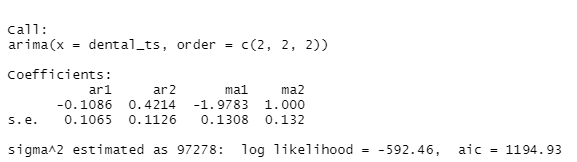 Call:
arima(x = dental_ts, order = c(2, 2, 2))
Coefficients:
ar1 ar2 ma1 ma2
-0.1086 0.4214 -1.9783 1.000
s.e. 0.1065 0.1126 0.1308 0.132
sigma^2 estimated as 97278: log likelihood = -592.46, aic = 1194.93